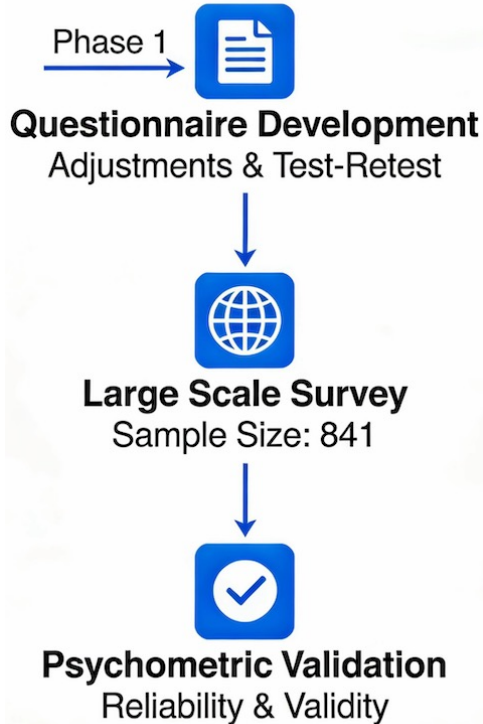 Phase 1
Questionnaire Development
Adjustments & Test-Retest
Large Scale Survey
Sample Size: 841
Psychometric Validation
Reliability & Validity